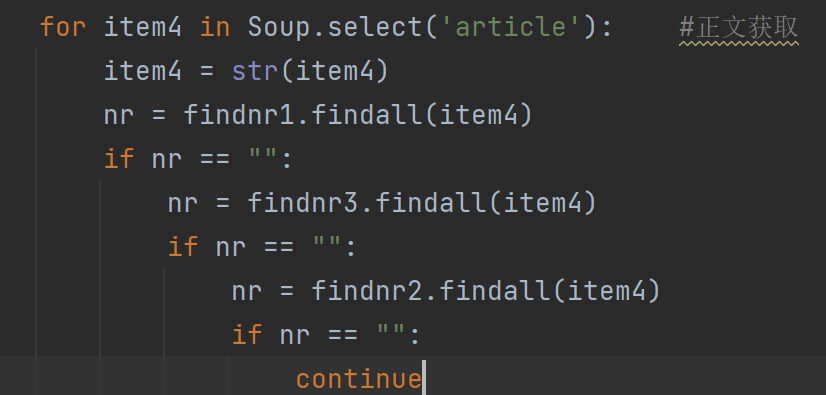 for item4 in Soup.select('article'):    #正文获取
    item4 = str(item4)
    nr = findnr1.findall(item4)
    if nr == "":
        nr = findnr3.findall(item4)
        if nr == "":
            nr = findnr2.findall(item4)
            if nr == "":
                continue